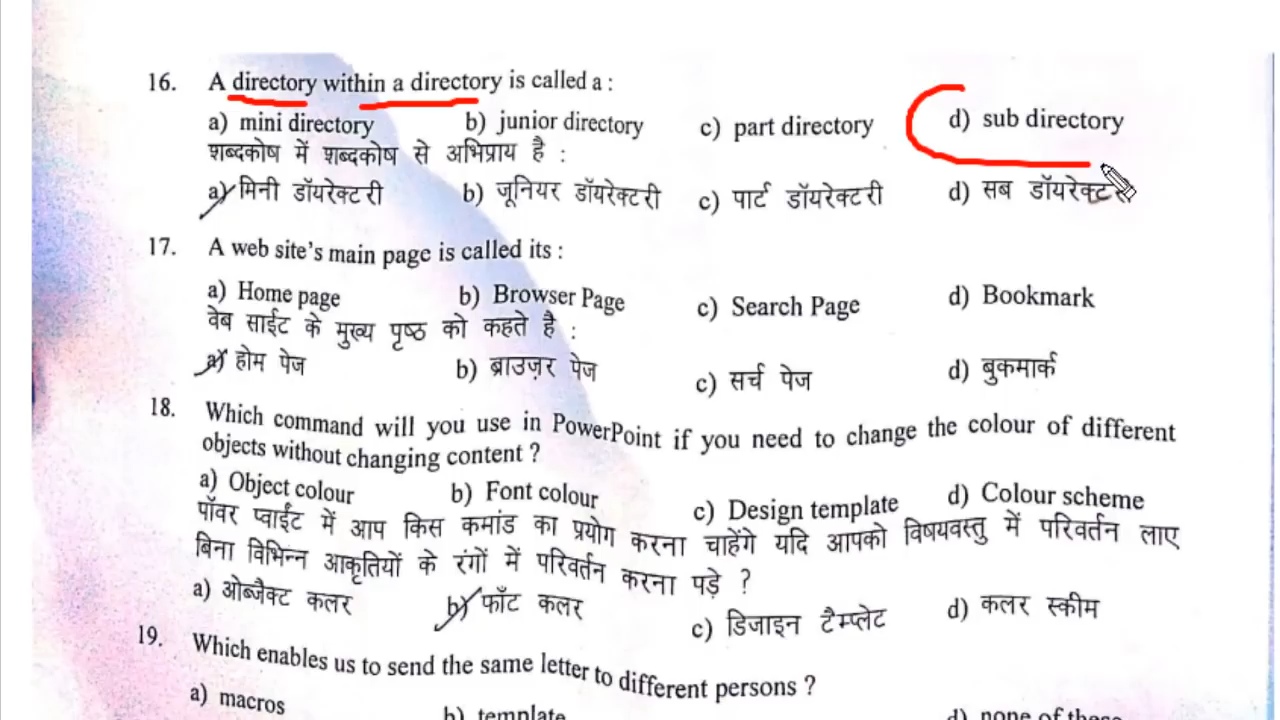 16. A directory within a directory is called a :
a) mini directory b) junior directory c) part directory d) sub directory
शब्दकोष में शब्दकोष से अभिप्राय है :
a) मिनी डॉयरेक्टरी b) जूनियर डॉयरेक्टरी c) पार्ट डॉयरेक्टरी d) सब डॉयरेक्टरी
17. A web site's main page is called its :
a) Home page b) Browser Page c) Search Page d) Bookmark
वेब साईट के मुख्य पृष्ठ को कहते है :
a) होम पेज b) ब्राउज़र पेज c) सर्च पेज d) बुकमार्क
18. Which command will you use in PowerPoint if you need to change the colour of different
objects without changing content ?
a) Object colour b) Font colour c) Design template d) Colour scheme
पॉवर प्वाईंट में आप किस कमांड का प्रयोग करना चाहेंगे यदि आपको विषयवस्तु में परिवर्तन लाए
बिना विभिन्न आकृतियों के रंगों में परिवर्तन करना पड़े ?
a) ओब्जैक्ट कलर b) फाँट कलर c) डिजाइन टैम्प्लेट d) कलर स्कीम
19. Which enables us to send the same letter to different persons ?
a) macros b) template d) none of these